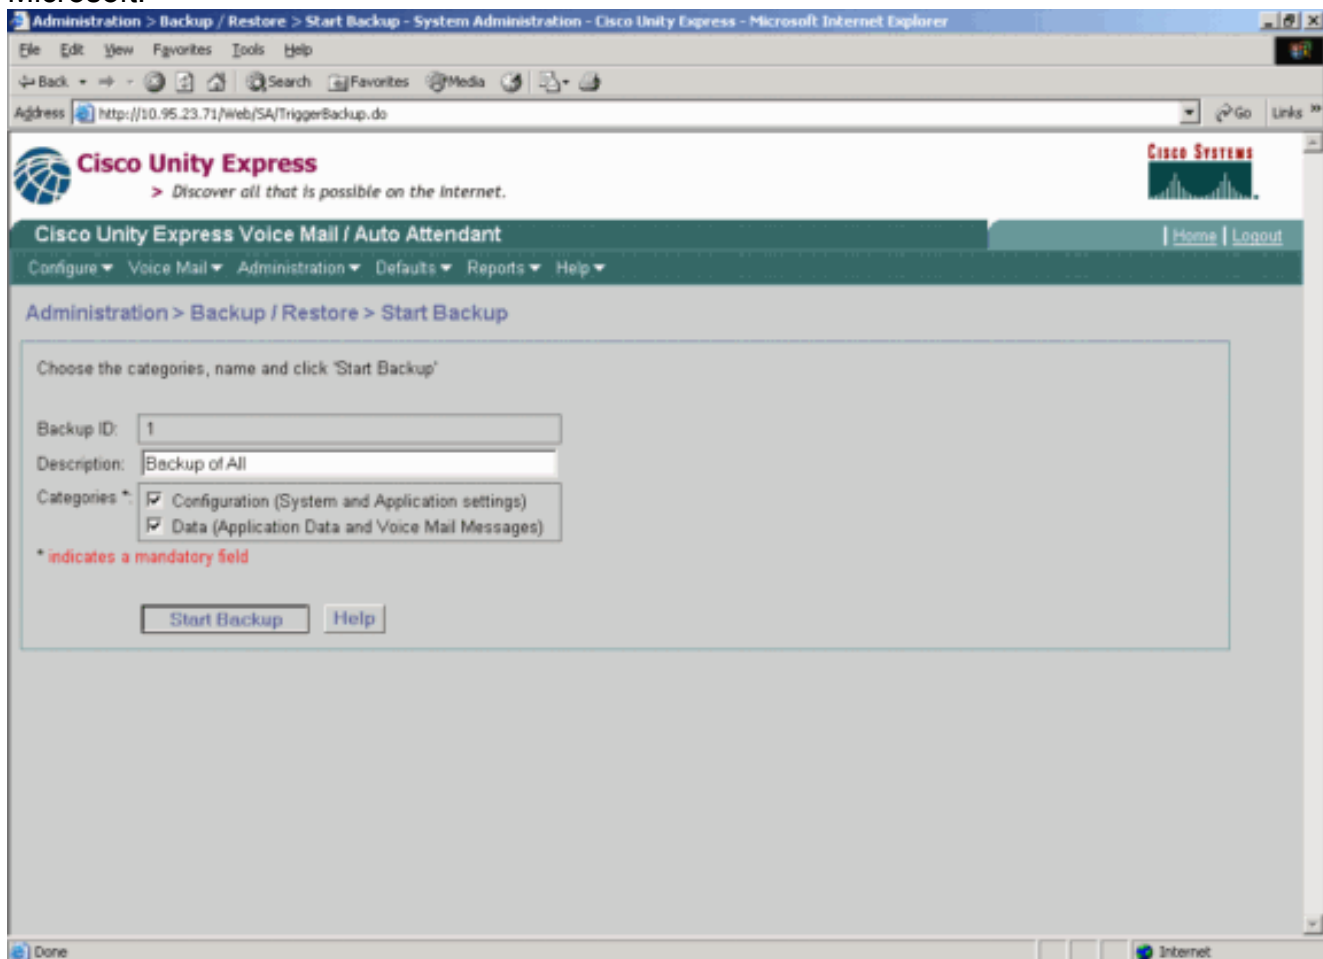 Microsoft.
Administration > Backup / Restore > Start Backup - System Administration - Cisco Unity Express - Microsoft Internet Explorer
File Edit View Favorites Tools Help
Back Search Favorites Media
Address http://10.95.23.71/Web/SA/TriggerBackup.do Go Links »
Cisco Unity Express
> Discover all that is possible on the Internet.
CISCO SYSTEMS
Cisco Unity Express Voice Mail / Auto Attendant
| Home | Logout
Configure Voice Mail Administration Defaults Reports Help
Administration > Backup / Restore > Start Backup
Choose the categories, name and click 'Start Backup'
Backup ID: 1
Description: Backup of All
Categories *: Configuration (System and Application settings)
Data (Application Data and Voice Mail Messages)
* indicates a mandatory field
Start Backup Help
Done Internet